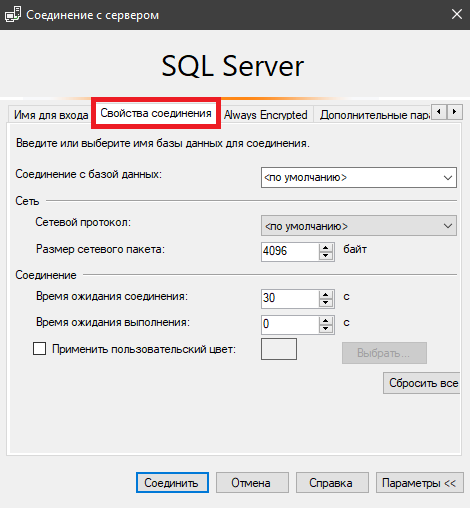 Соединение с сервером
SQL Server
Имя для входа Свойства соединения Always Encrypted Дополнительные пара
Введите или выберите имя базы данных для соединения.
Соединение с базой данных: <по умолчанию>
Сеть
Сетевой протокол: <по умолчанию>
Размер сетевого пакета: 4096 байт
Соединение
Время ожидания соединения: 30 с
Время ожидания выполнения: 0 с
Применить пользовательский цвет: Выбрать...
Сбросить все
Соединить Отмена Справка Параметры <<